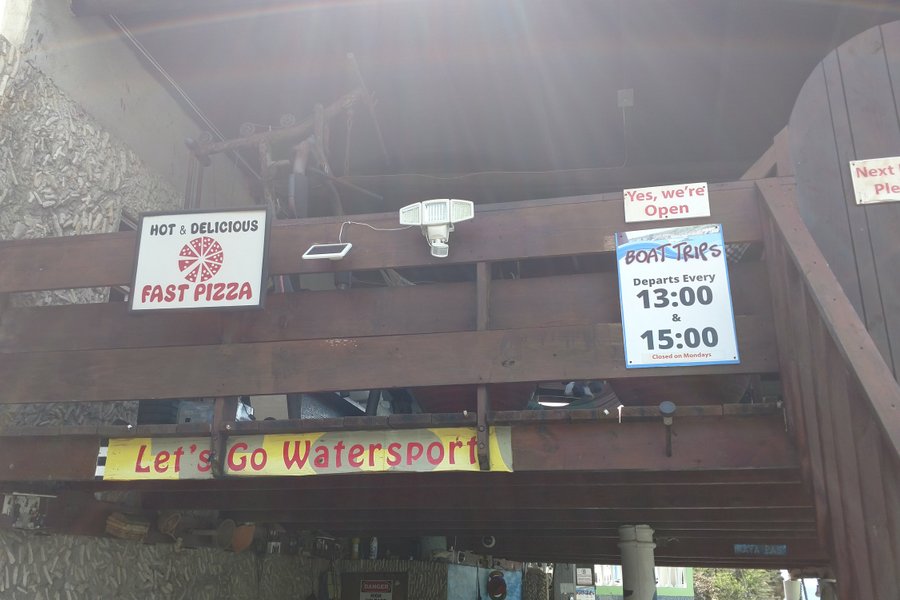 HOT & DELICIOUS
FAST PIZZA
Yes, we're
Open
BOAT TRIPS
Departs Every
13:00
&
15:00
Closed on Mondays
Next
Ple
Let's Go Watersport
DANGER